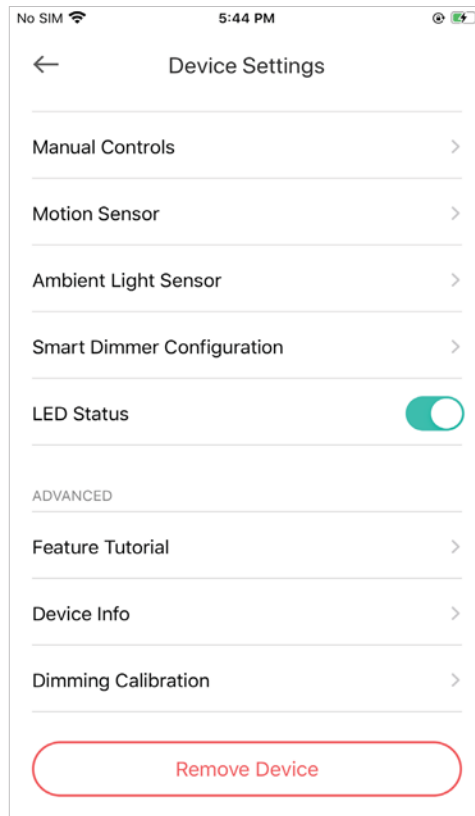 No SIM 5:44 PM
Device Settings
Manual Controls
Motion Sensor
Ambient Light Sensor
Smart Dimmer Configuration
LED Status
ADVANCED
Feature Tutorial
Device Info
Dimming Calibration
Remove Device